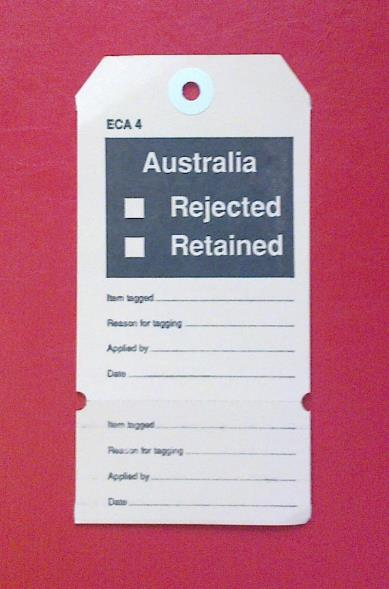 ECA 4
Australia
Rejected
Retained
Item tagged
Reason for tagging
Applied by
Date
Item tagged
Reason for tagging
Applied by
Date